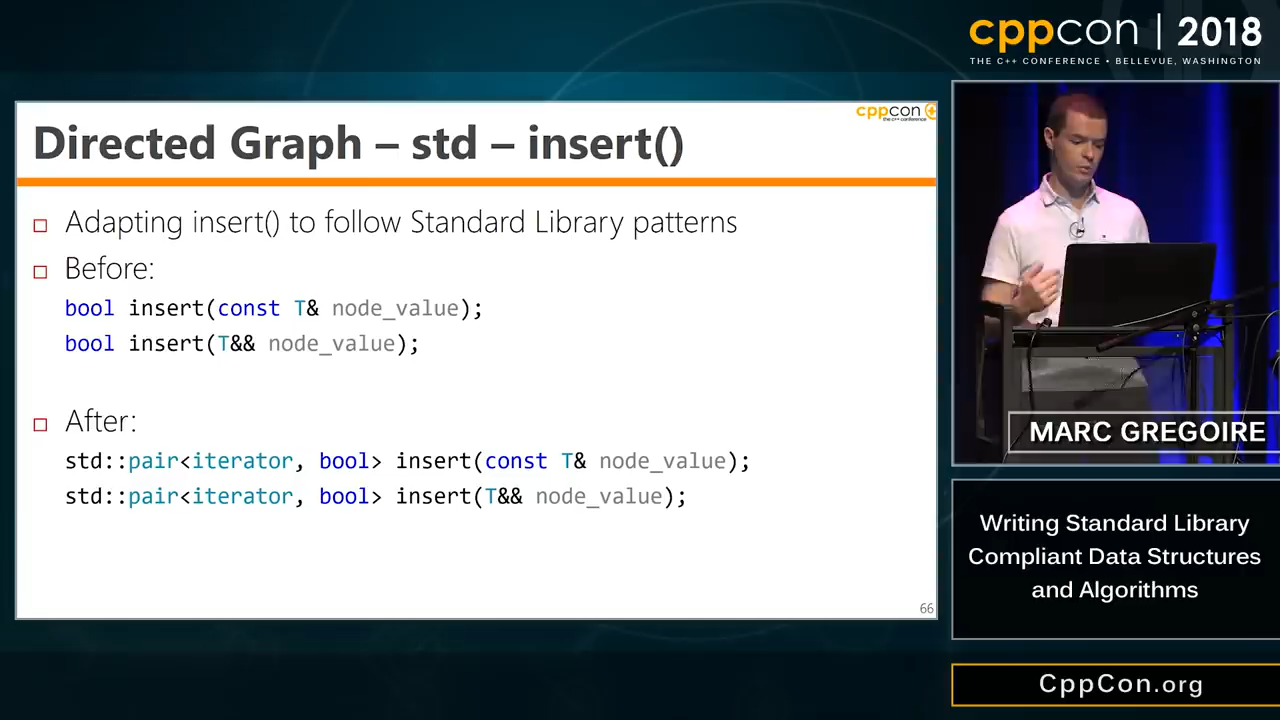 cppcon | 2018
THE C++ CONFERENCE • BELLEVUE, WASHINGTON
cppcon
the c++ conference
Directed Graph – std – insert()
Adapting insert() to follow Standard Library patterns
Before:
bool insert(const T& node_value);
bool insert(T&& node_value);
After:
std::pair<iterator, bool> insert(const T& node_value);
std::pair<iterator, bool> insert(T&& node_value);
66
MARC GREGOIRE
Writing Standard Library
Compliant Data Structures
and Algorithms
CppCon.org